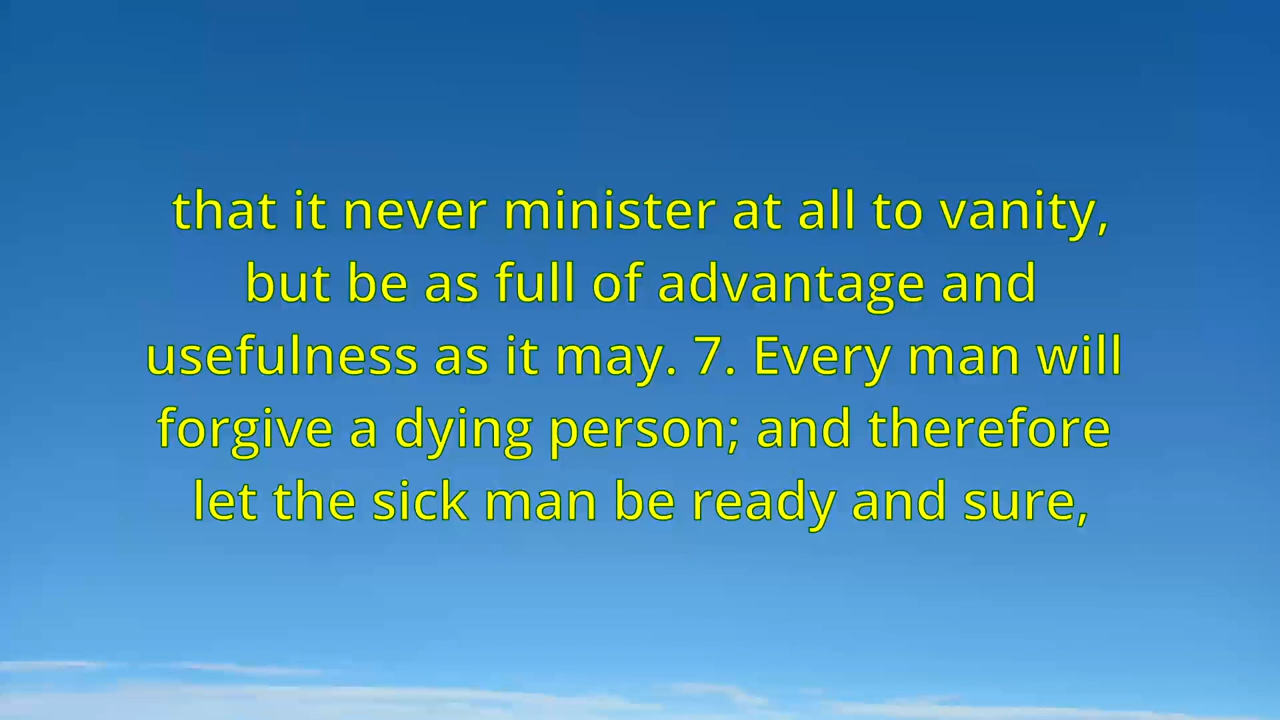 that it never minister at all to vanity,
but be as full of advantage and
usefulness as it may. 7. Every man will
forgive a dying person; and therefore
let the sick man be ready and sure,